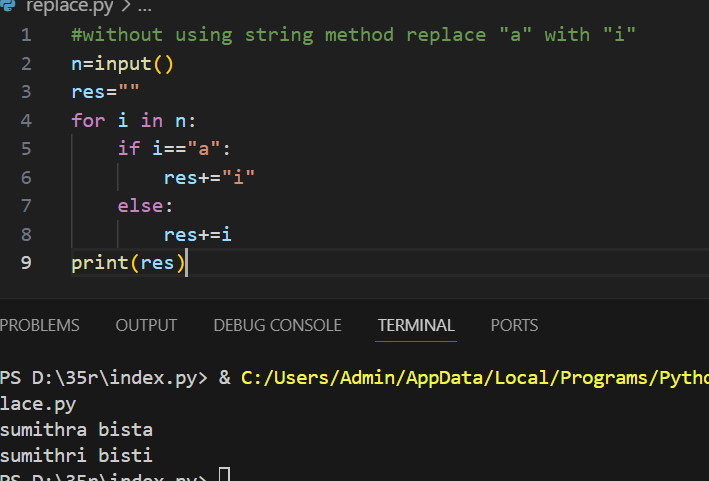 replace.py > ...
1 #without using string method replace "a" with "i"
2 n=input()
3 res=""
4 for i in n:
5     if i=="a":
6         res+="i"
7     else:
8         res+=i
9 print(res)
PROBLEMS OUTPUT DEBUG CONSOLE TERMINAL PORTS
PS D:\35r\index.py> & C:/Users/Admin/AppData/Local/Programs/Pytho
lace.py
sumithra bista
sumithri bisti
PS D:\35r\index.py>